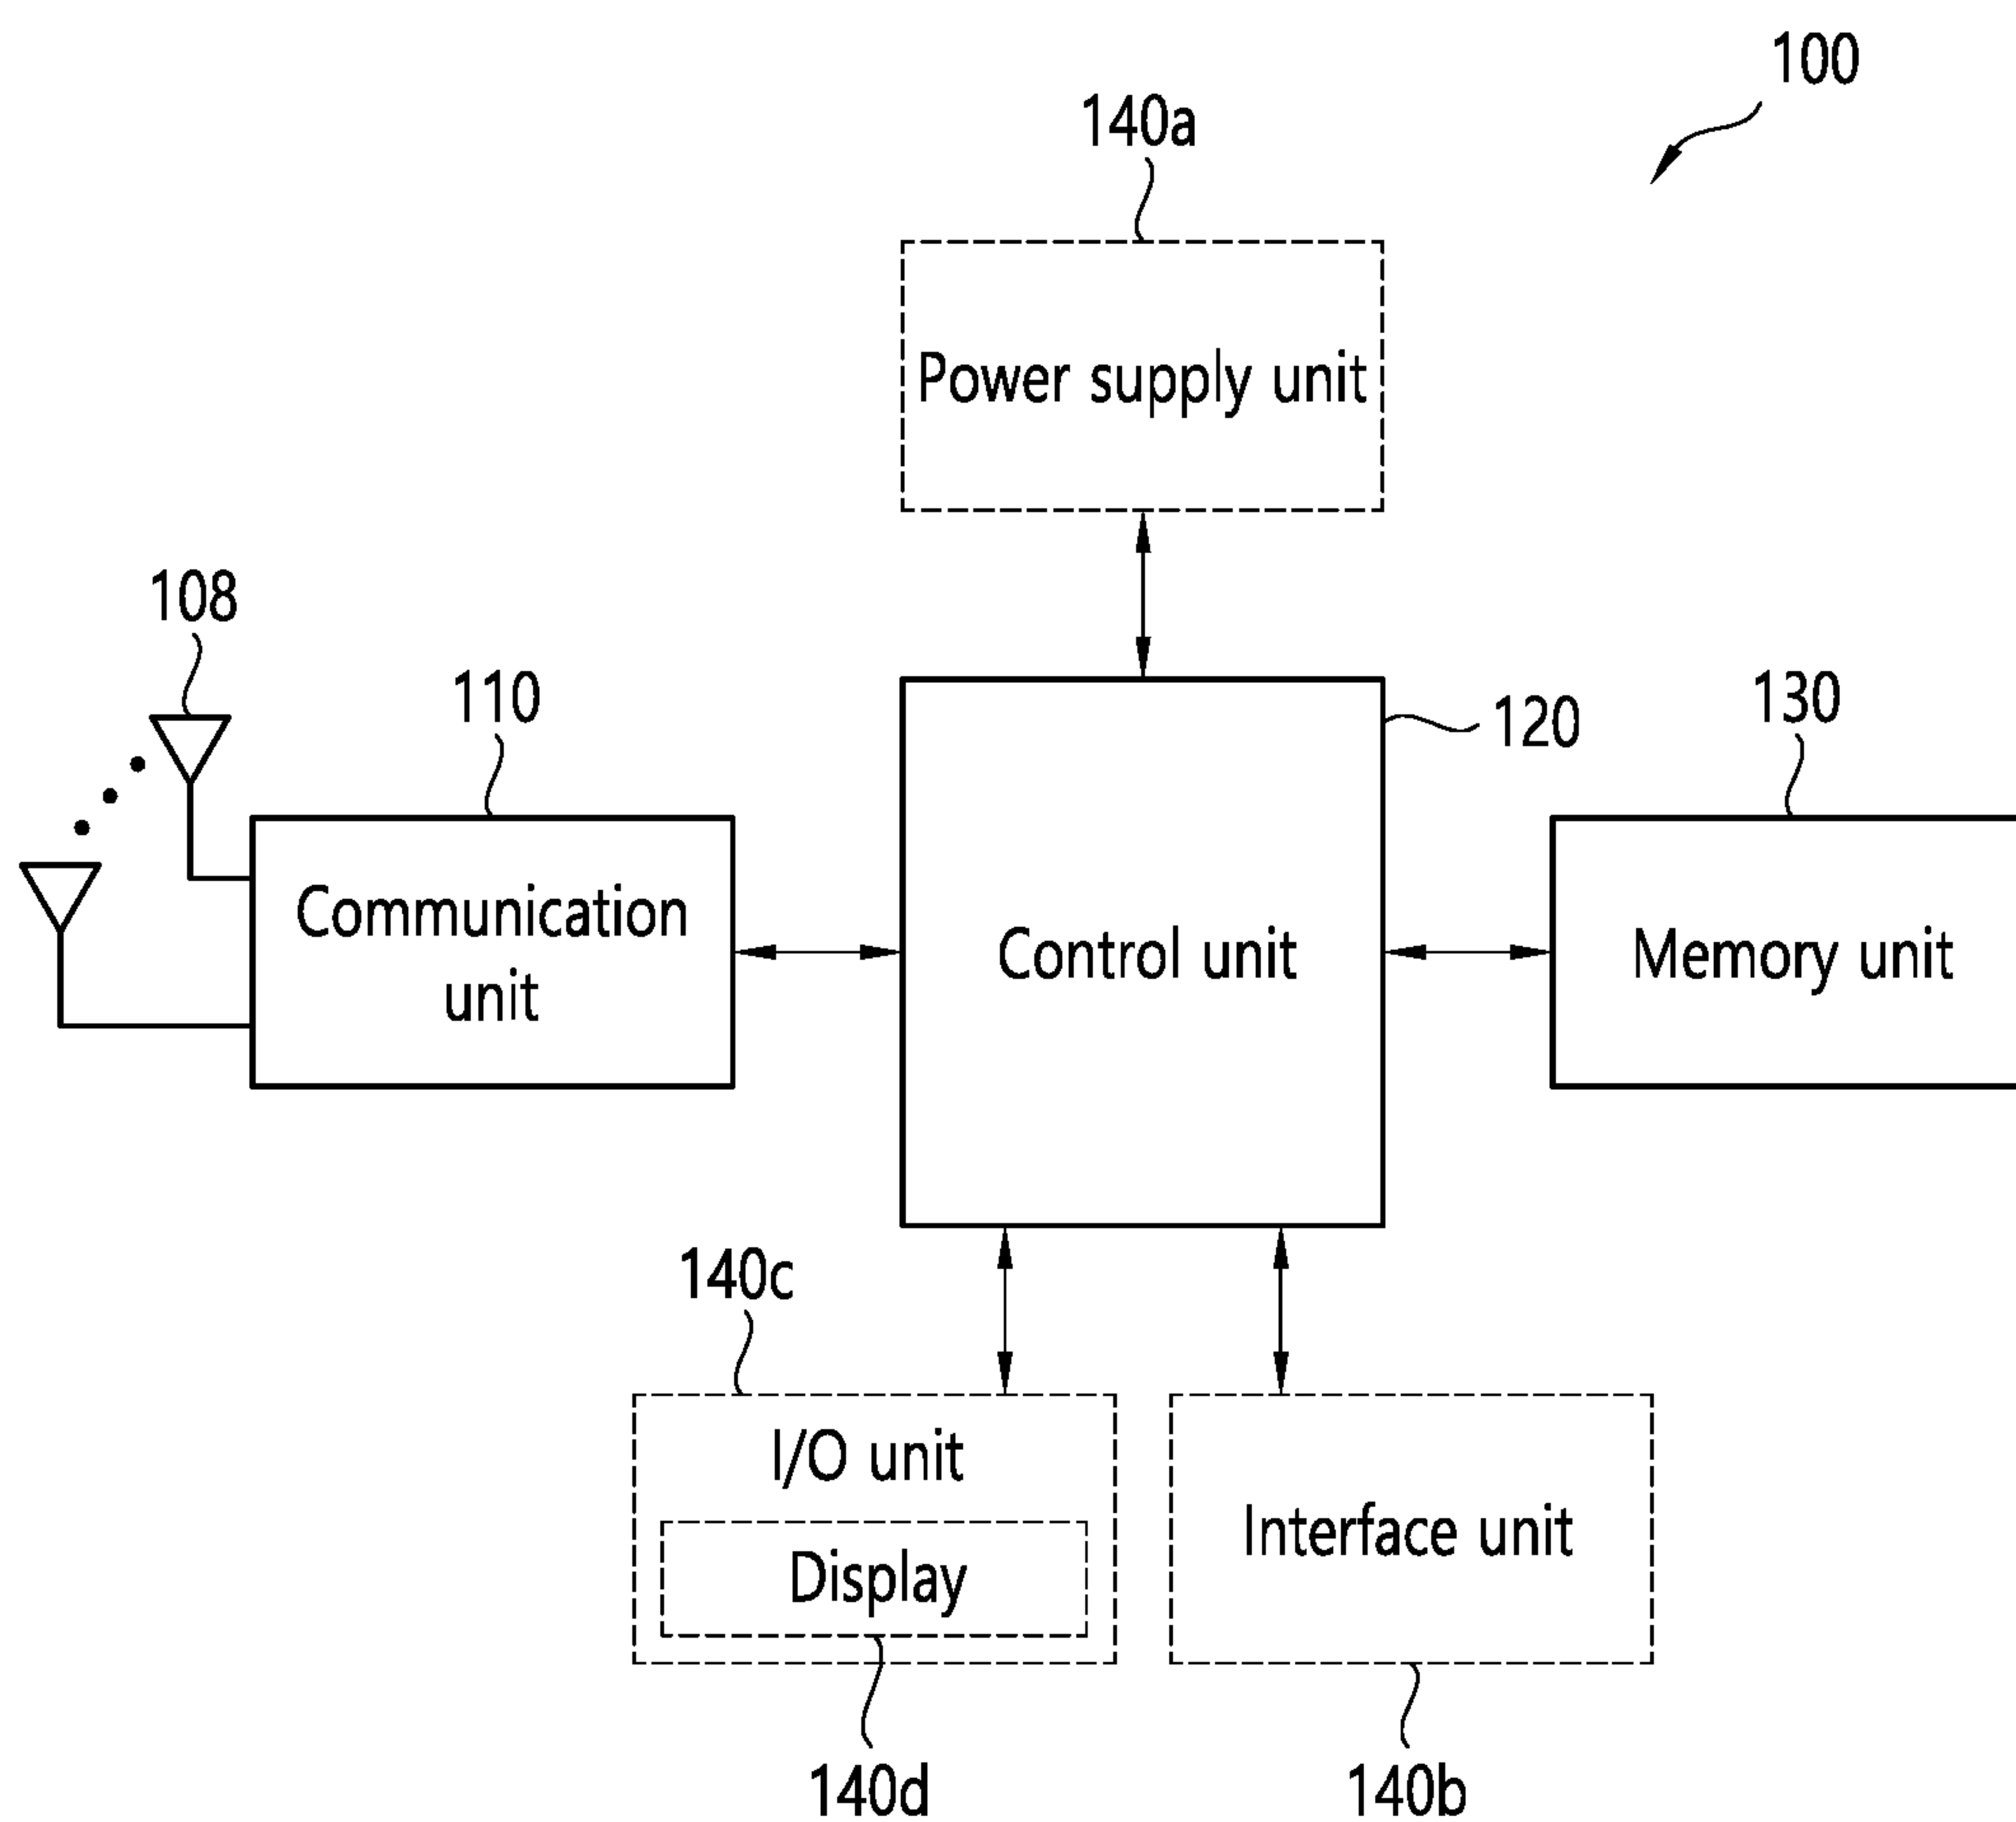 100
140a
Power supply unit
108
110
120
130
Communication
unit
Control unit
Memory unit
140c
I/O unit
Display
Interface unit
140d
140b